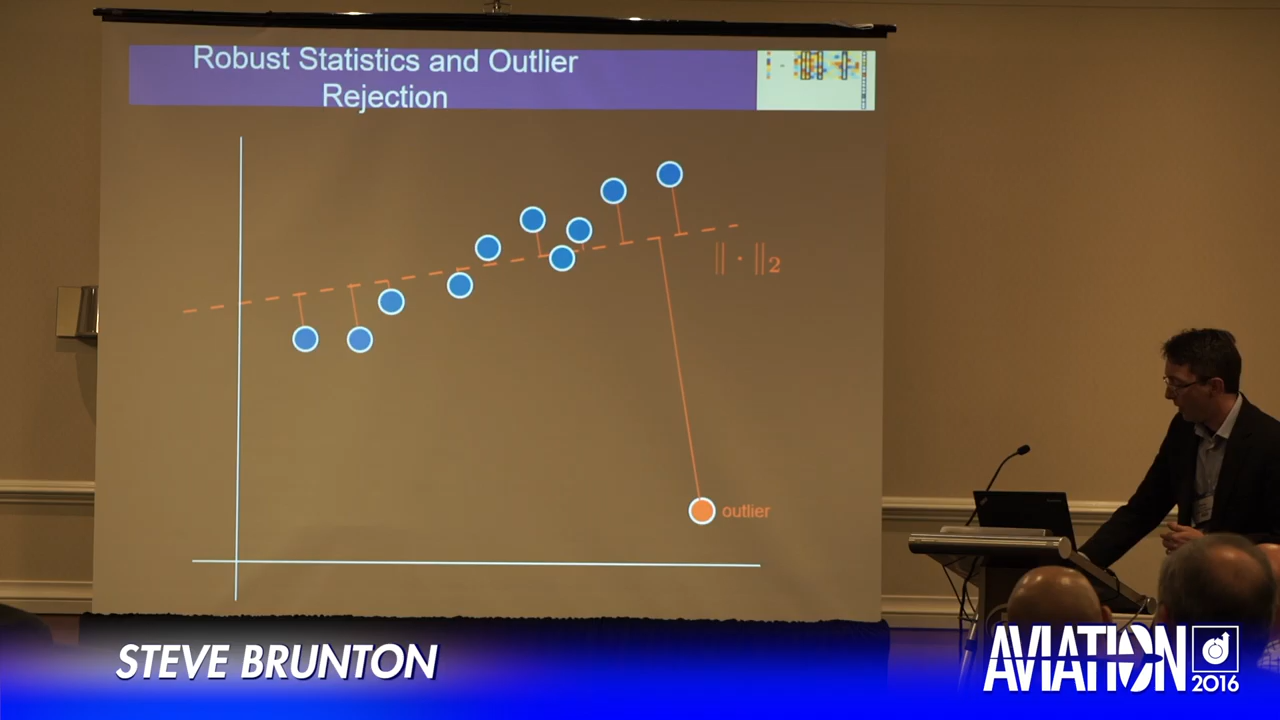 Robust Statistics and Outlier
Rejection
‖ · ‖₂
outlier
STEVE BRUNTON
AVIATION
2016